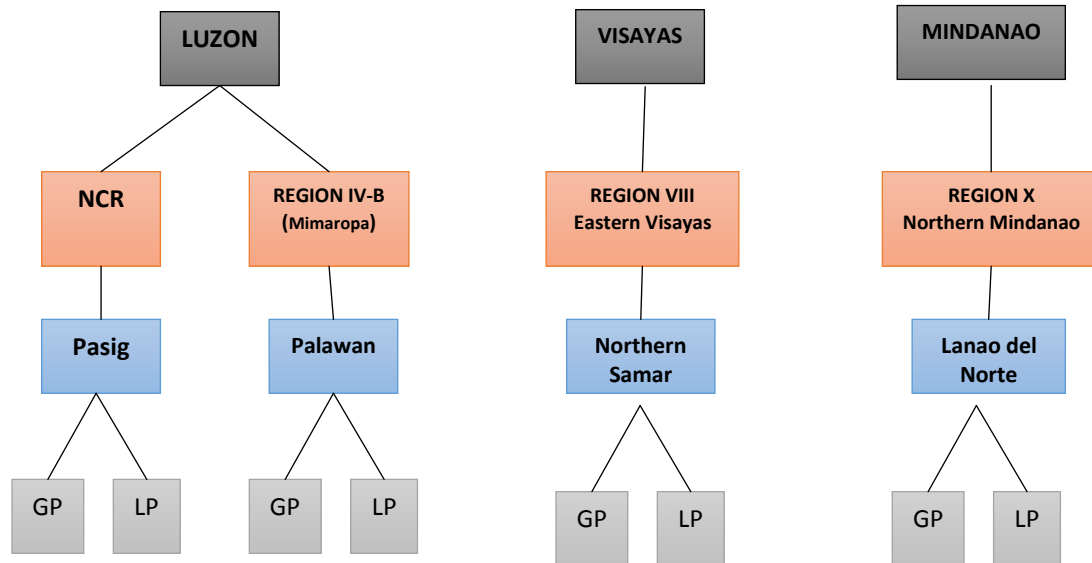 LUZON
VISAYAS
MINDANAO
NCR
REGION IV-B
(Mimaropa)
REGION VIII
Eastern Visayas
REGION X
Northern Mindanao
Pasig
Palawan
Northern
Samar
Lanao del
Norte
GP
LP
GP
LP
GP
LP
GP
LP